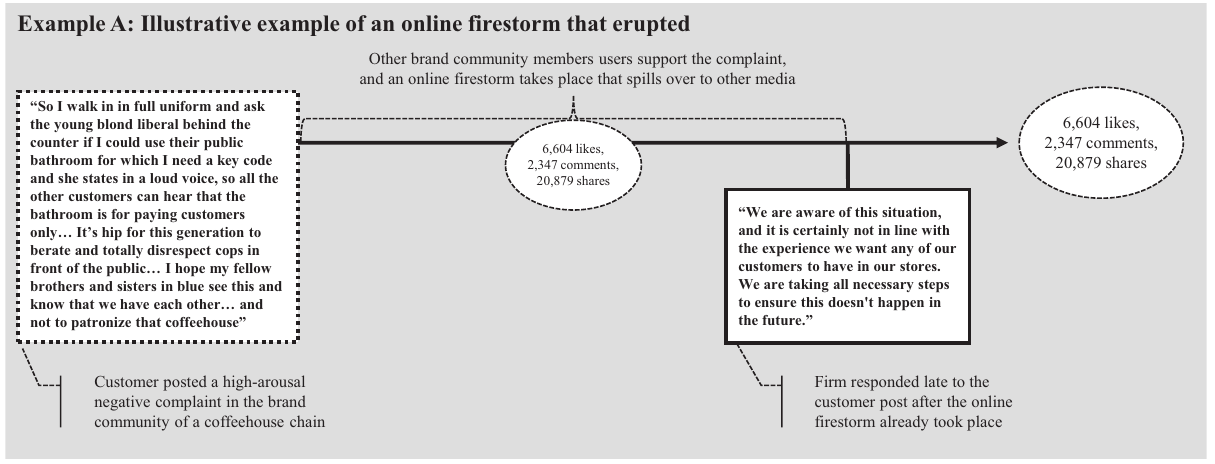 Example A: Illustrative example of an online firestorm that erupted
Other brand community members users support the complaint,
and an online firestorm takes place that spills over to other media
“So I walk in in full uniform and ask
the young blond liberal behind the
counter if I could use their public
bathroom for which I need a key code
and she states in a loud voice, so all the
other customers can hear that the
bathroom is for paying customers
only… It’s hip for this generation to
berate and totally disrespect cops in
front of the public… I hope my fellow
brothers and sisters in blue see this and
know that we have each other… and
not to patronize that coffeehouse”
6,604 likes,
2,347 comments,
20,879 shares
6,604 likes,
2,347 comments,
20,879 shares
“We are aware of this situation,
and it is certainly not in line with
the experience we want any of our
customers to have in our stores.
We are taking all necessary steps
to ensure this doesn't happen in
the future.”
Customer posted a high-arousal
negative complaint in the brand
community of a coffeehouse chain
Firm responded late to the
customer post after the online
firestorm already took place